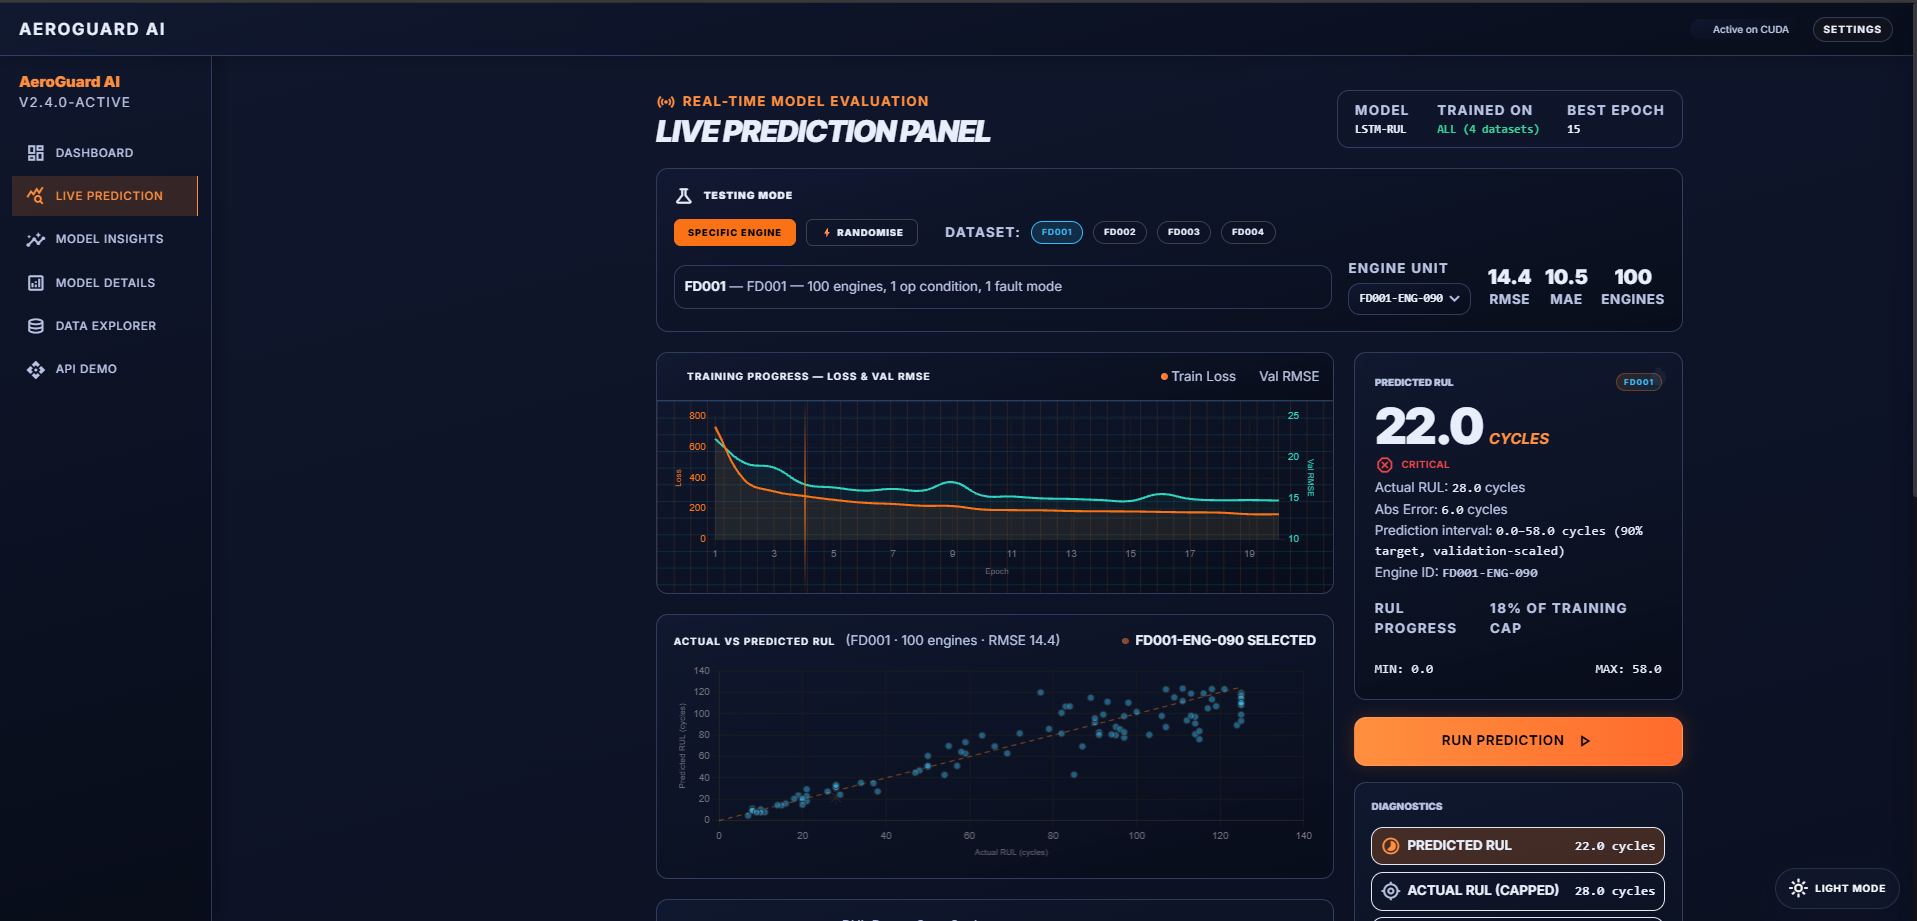 AEROGUARD AI
Active on CUDA
SETTINGS
AeroGuard AI
V2.4.0-ACTIVE
DASHBOARD
LIVE PREDICTION
MODEL INSIGHTS
MODEL DETAILS
DATA EXPLORER
API DEMO
REAL-TIME MODEL EVALUATION
LIVE PREDICTION PANEL
MODEL TRAINED ON BEST EPOCH
LSTM-RUL ALL (4 datasets) 15
TESTING MODE
SPECIFIC ENGINE RANDOMISE DATASET: FD001 FD002 FD003 FD004
FD001 — FD001 — 100 engines, 1 op condition, 1 fault mode
ENGINE UNIT
FD001-ENG-090
14.4 10.5 100
RMSE MAE ENGINES
TRAINING PROGRESS — LOSS & VAL RMSE
Train Loss Val RMSE
800
600
400
200
0
Loss
25
20
15
10
Val RMSE
1 3 5 7 9 11 13 15 17 19
Epoch
PREDICTED RUL FD001
22.0 CYCLES
CRITICAL
Actual RUL: 28.0 cycles
Abs Error: 6.0 cycles
Prediction interval: 0.0–58.0 cycles (90%
target, validation-scaled)
Engine ID: FD001-ENG-090
RUL
PROGRESS
18% OF TRAINING
CAP
MIN: 0.0 MAX: 58.0
ACTUAL VS PREDICTED RUL (FD001 · 100 engines · RMSE 14.4)
FD001-ENG-090 SELECTED
140
120
100
80
60
40
20
0
Predicted RUL (cycles)
0 20 40 60 80 100 120 140
Actual RUL (cycles)
RUN PREDICTION
DIAGNOSTICS
PREDICTED RUL 22.0 cycles
ACTUAL RUL (CAPPED) 28.0 cycles
LIGHT MODE